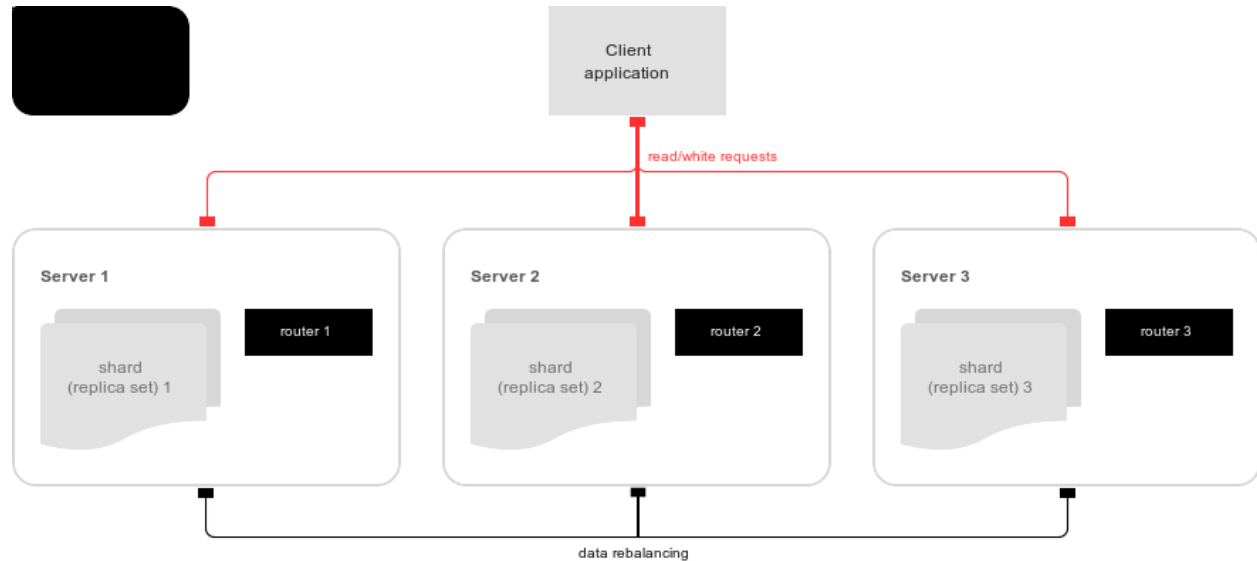 Client
application
read/white requests
Server 1
router 1
shard
(replica set) 1
Server 2
router 2
shard
(replica set) 2
Server 3
router 3
shard
(replica set) 3
data rebalancing